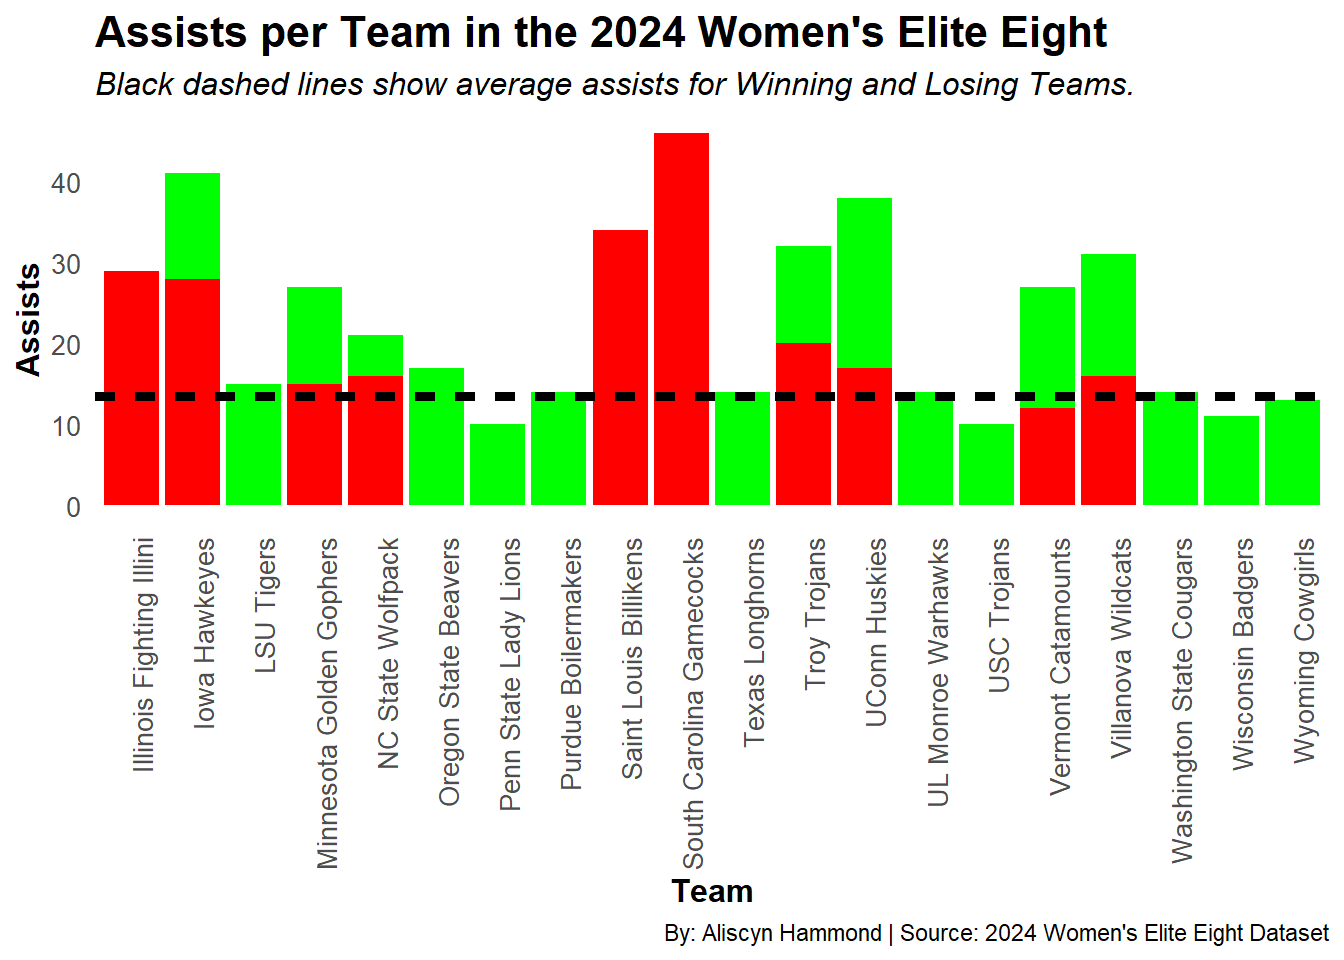 Assists per Team in the 2024 Women's Elite Eight
Black dashed lines show average assists for Winning and Losing Teams.
Assists
40
30
20
10
0
Illinois Fighting Illini
Iowa Hawkeyes
LSU Tigers
Minnesota Golden Gophers
NC State Wolfpack
Oregon State Beavers
Penn State Lady Lions
Purdue Boilermakers
Saint Louis Billikens
South Carolina Gamecocks
Texas Longhorns
Troy Trojans
UConn Huskies
UL Monroe Warhawks
USC Trojans
Vermont Catamounts
Villanova Wildcats
Washington State Cougars
Wisconsin Badgers
Wyoming Cowgirls
Team
By: Aliscyn Hammond | Source: 2024 Women's Elite Eight Dataset